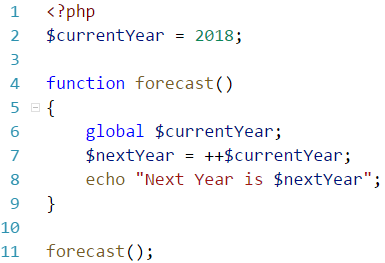 1 <?php
2 $currentYear = 2018;
3
4 function forecast()
5 {
6     global $currentYear;
7     $nextYear = ++$currentYear;
8     echo "Next Year is $nextYear";
9 }
10
11 forecast();